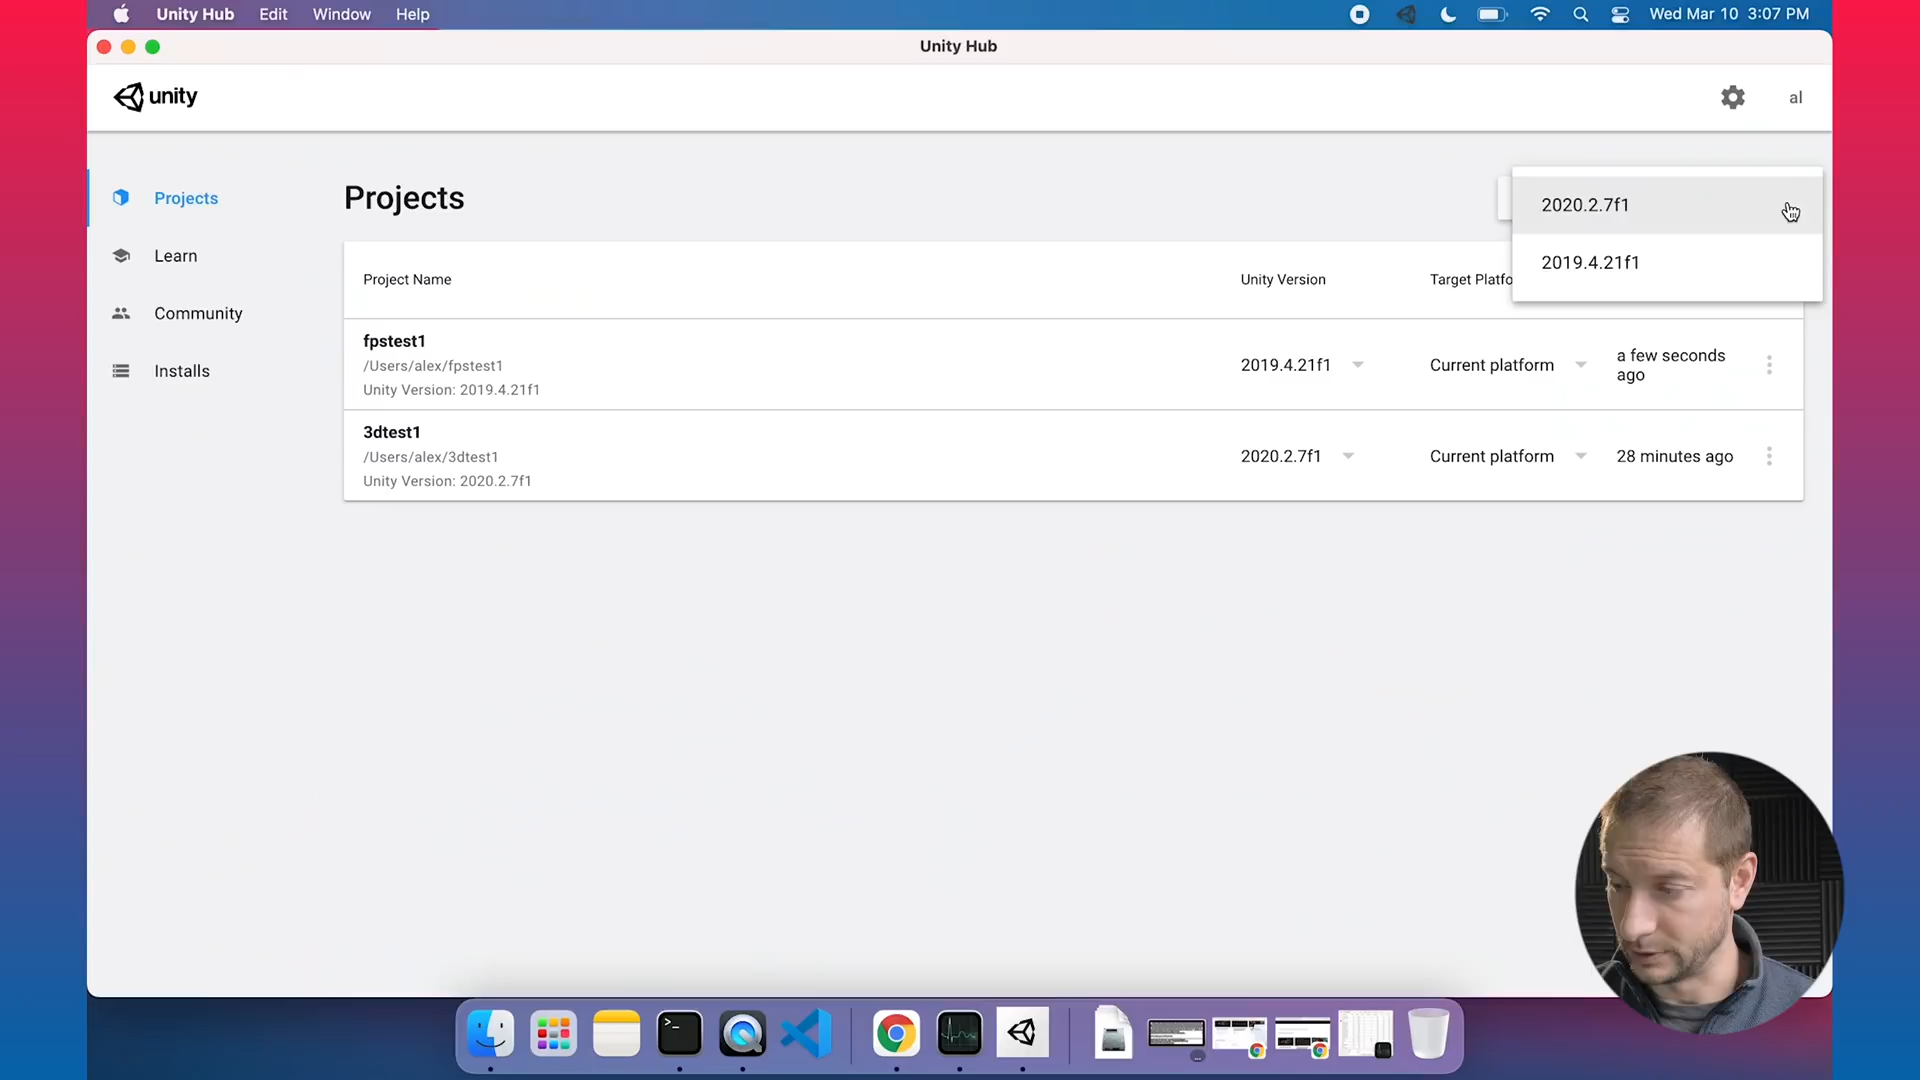 Unity Hub Edit Window Help Wed Mar 10 3:07 PM
Unity Hub
unity
al
Projects
Learn
Community
Installs
Projects
2020.2.7f1
2019.4.21f1
Project Name Unity Version Target Platfo
fpstest1
/Users/alex/fpstest1
Unity Version: 2019.4.21f1
2019.4.21f1
Current platform
a few seconds
ago
3dtest1
/Users/alex/3dtest1
Unity Version: 2020.2.7f1
2020.2.7f1
Current platform
28 minutes ago